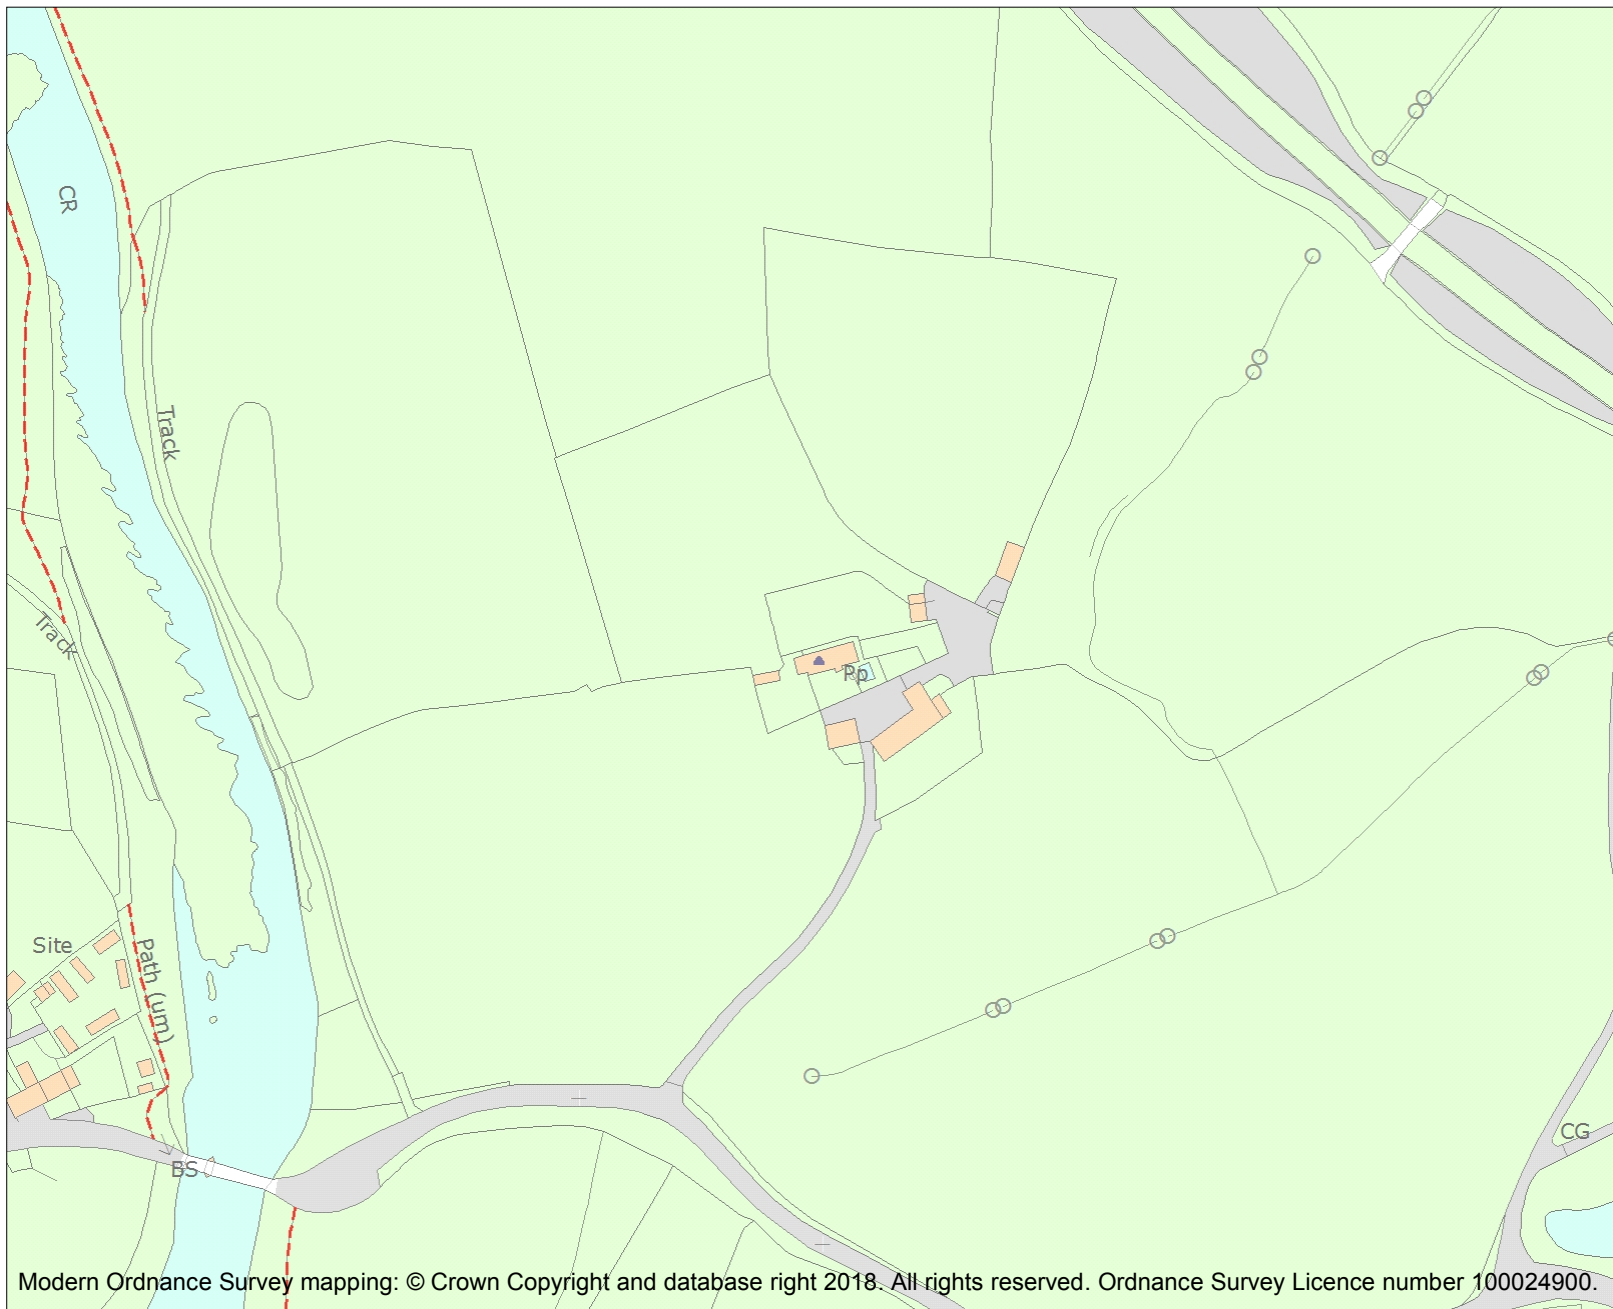 CR
Track
Track
Pp
Site
Path (um)
CG
BS
Modern Ordnance Survey mapping: © Crown Copyright and database right 2018. All rights reserved. Ordnance Survey Licence number 100024900.